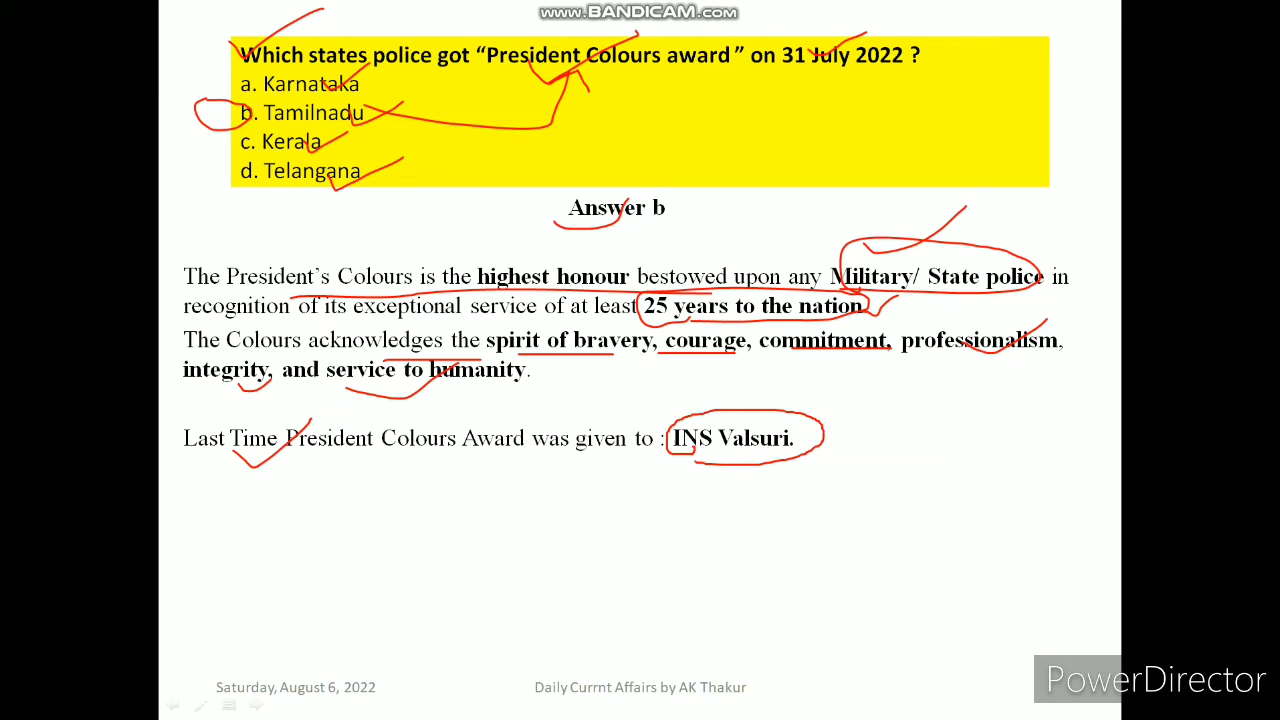 www.BANDICAM.com
Which states police got “President Colours award ” on 31 July 2022 ?
a. Karnataka
b. Tamilnadu
c. Kerala
d. Telangana
Answer b
The President’s Colours is the highest honour bestowed upon any Military/ State police in
recognition of its exceptional service of at least 25 years to the nation.
The Colours acknowledges the spirit of bravery, courage, commitment, professionalism,
integrity, and service to humanity.
Last Time President Colours Award was given to : INS Valsuri.
Saturday, August 6, 2022
Daily Currnt Affairs by AK Thakur
PowerDirector